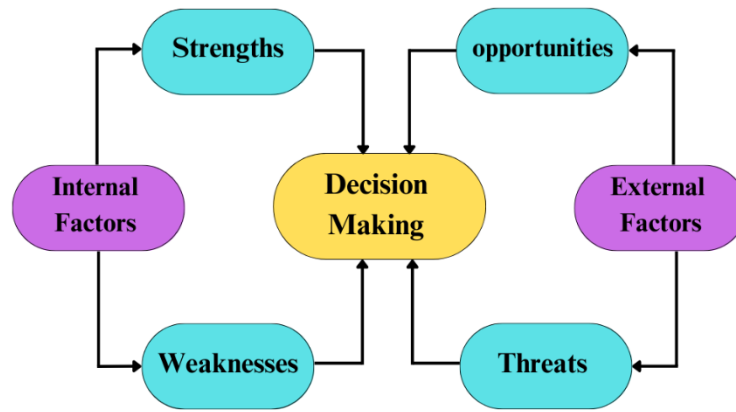 Strengths
opportunities
Internal
Factors
Decision
Making
External
Factors
Weaknesses
Threats